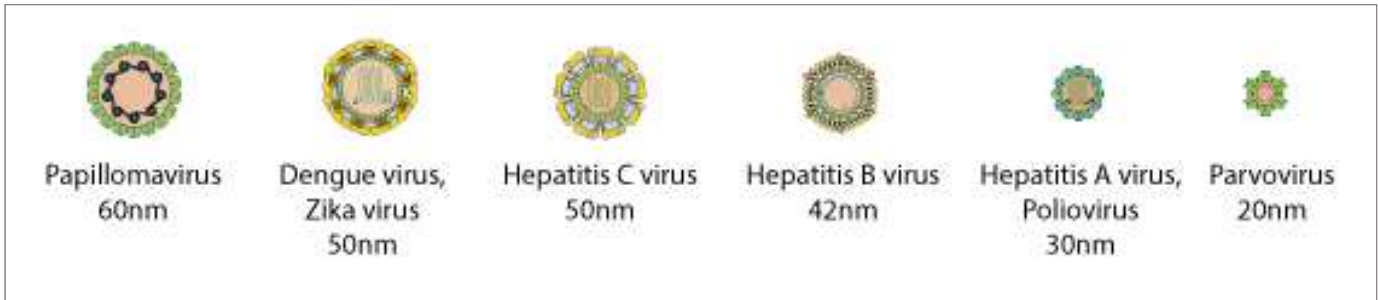 Papillomavirus
60nm
Dengue virus,
Zika virus
50nm
Hepatitis C virus
50nm
Hepatitis B virus
42nm
Hepatitis A virus,
Poliovirus
30nm
Parvovirus
20nm